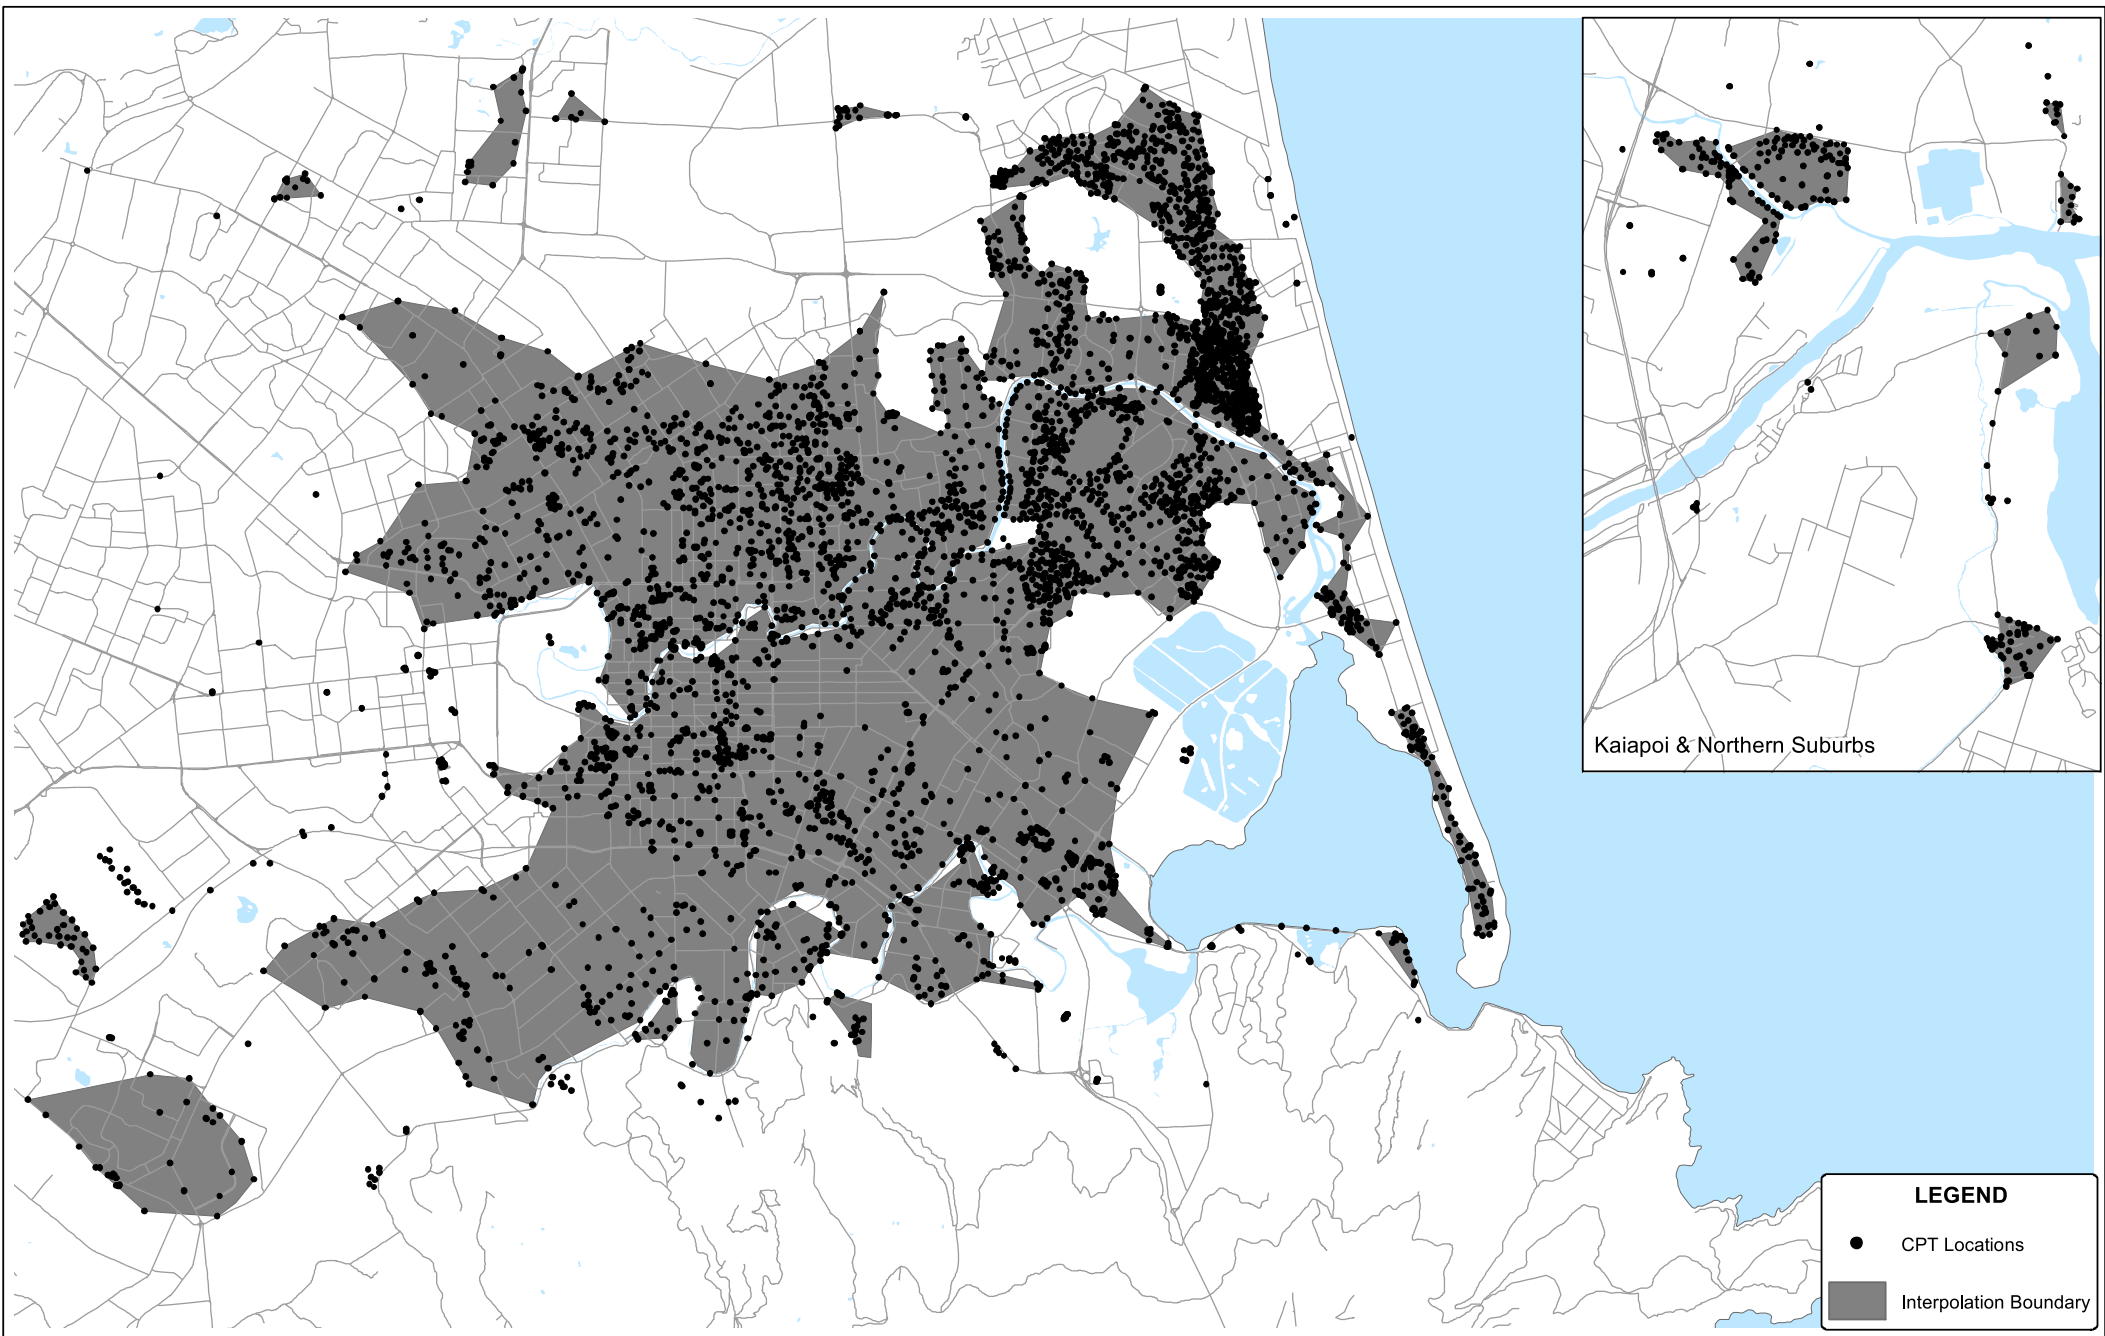 Kaiapoi & Northern Suburbs
LEGEND
CPT Locations
Interpolation Boundary